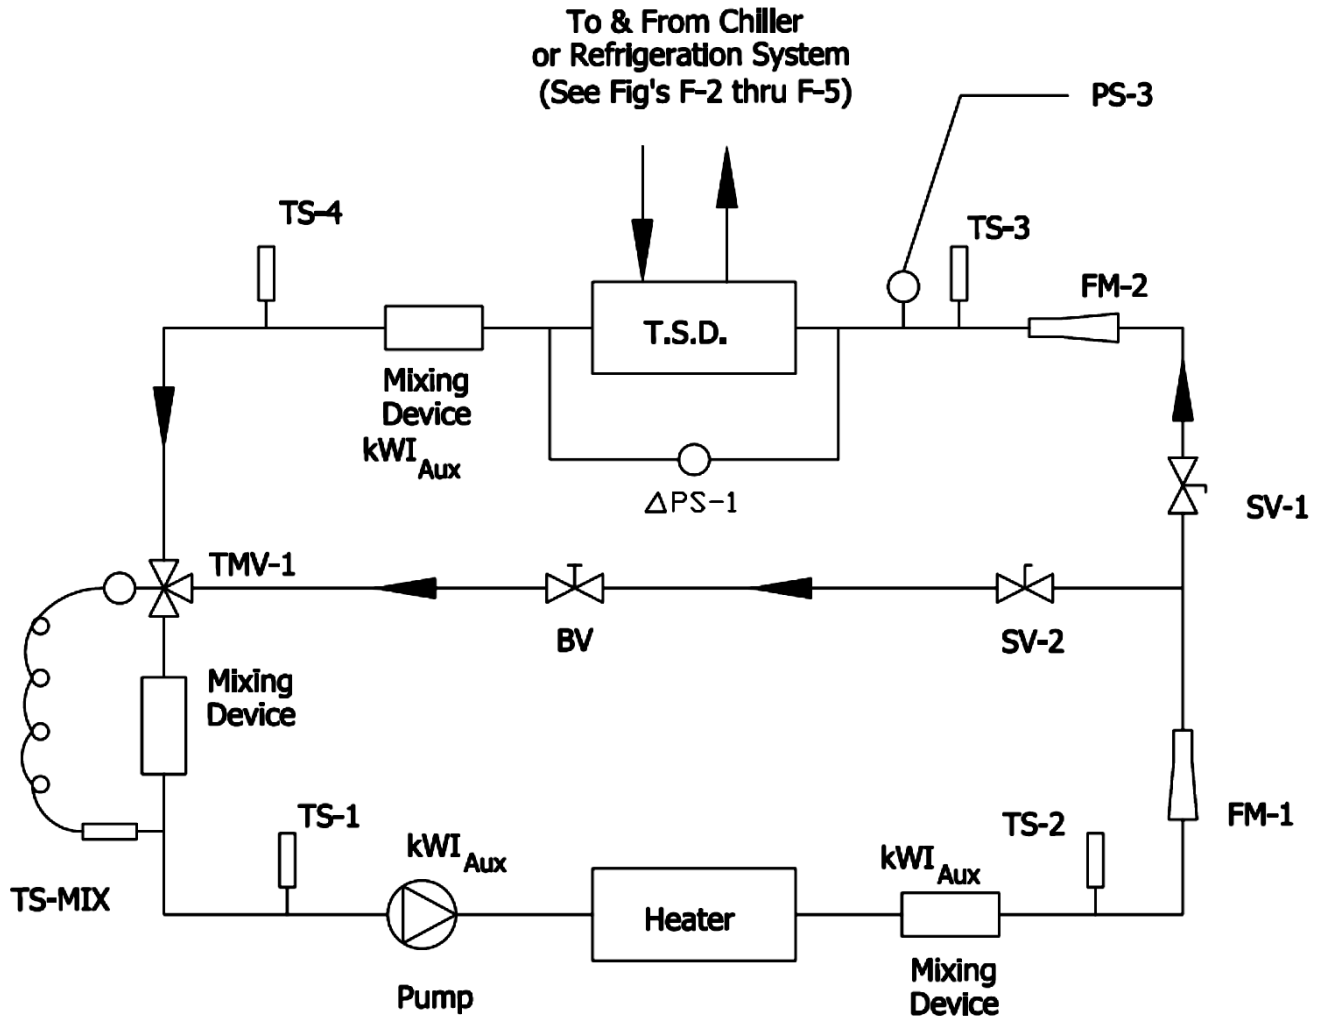 To & From Chiller
or Refrigeration System
(See Fig's F-2 thru F-5)
PS-3
TS-4
TS-3
FM-2
T.S.D.
Mixing
Device
kWI Aux
ΔPS-1
SV-1
TMV-1
BV
SV-2
Mixing
Device
TS-1
TS-2
FM-1
kWI Aux
kWI Aux
TS-MIX
Heater
Pump
Mixing
Device